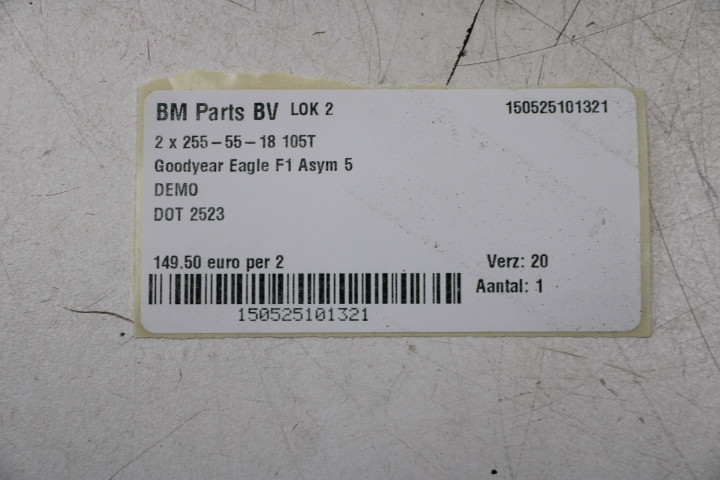 BM Parts BV LOK 2 150525101321
2 x 255-55-18 105T
Goodyear Eagle F1 Asym 5
DEMO
DOT 2523
149.50 euro per 2 Verz: 20
Aantal: 1
150525101321